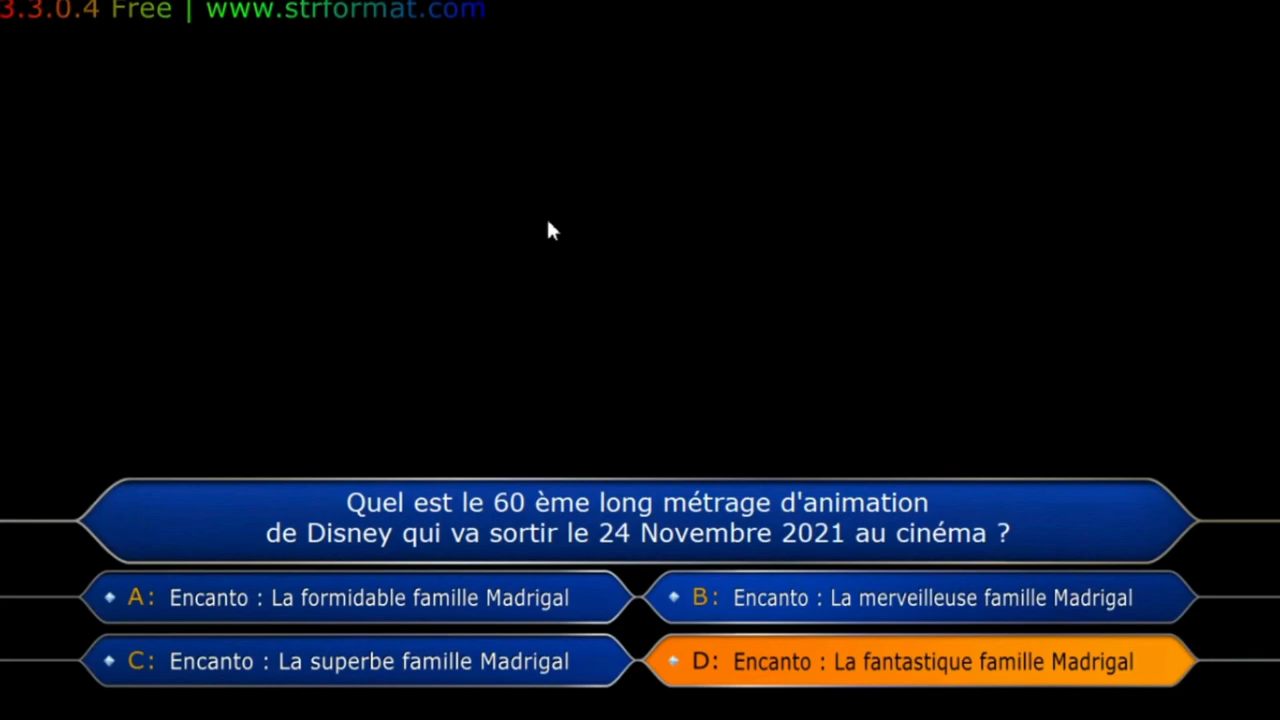 3.3.0.4 Free | www.strformat.com
Quel est le 60 ème long métrage d'animation
de Disney qui va sortir le 24 Novembre 2021 au cinéma ?
A: Encanto : La formidable famille Madrigal
B: Encanto : La merveilleuse famille Madrigal
C: Encanto : La superbe famille Madrigal
D: Encanto : La fantastique famille Madrigal